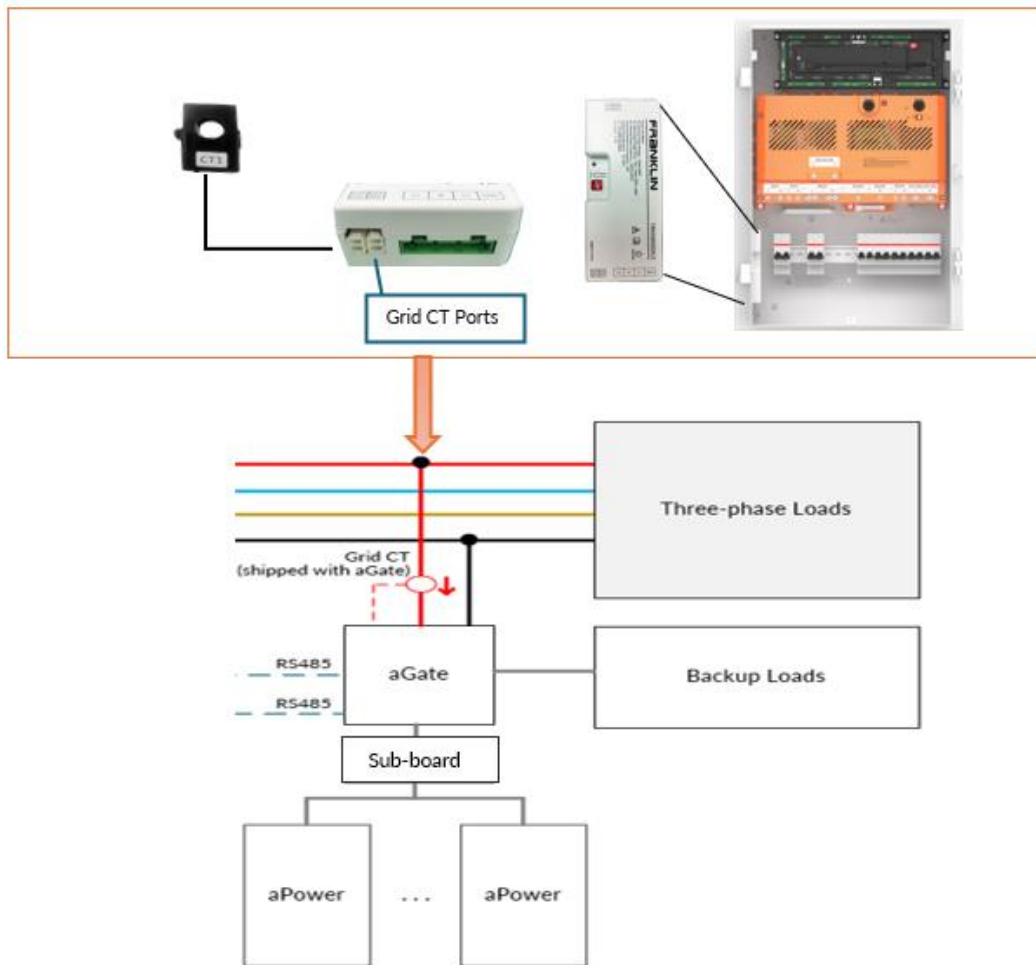 CT1
FRANKLIN
Grid CT Ports
Three-phase Loads
Grid CT
(shipped with aGate)
RS485
aGate
Backup Loads
RS485
Sub-board
aPower
...
aPower